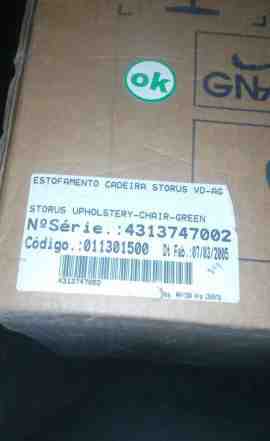 ok
GNA
ESTOFAMENTO CADEIRA STORUS VD-AG
STORUS UPHOLSTERY-CHAIR-GREEN
NºSérie.:4313747002
Código.:011301500 Dt Fab.:07/03/2005
4313747002